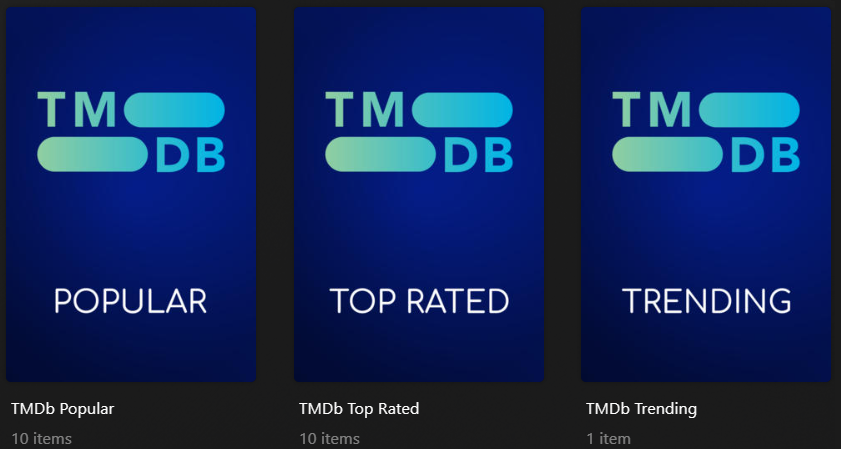 TM
DB
POPULAR
TMDb Popular
10 items
TM
DB
TOP RATED
TMDb Top Rated
10 items
TM
DB
TRENDING
TMDb Trending
1 item